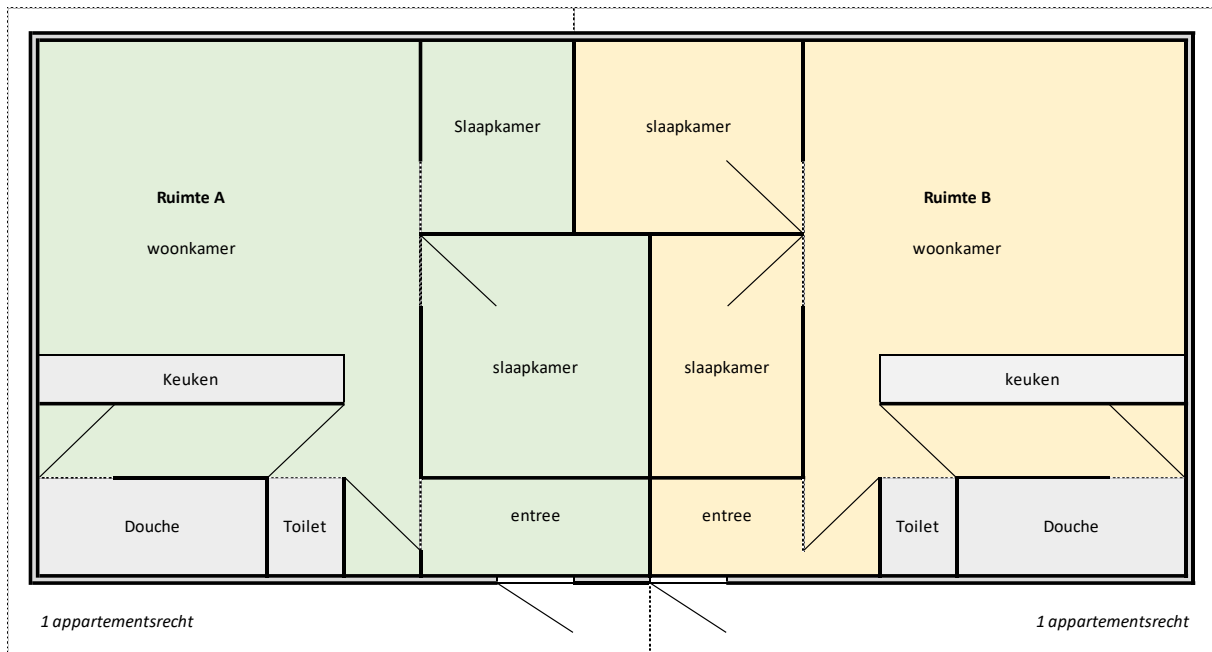 Slaapkamer
slaapkamer
Ruimte A
woonkamer
Ruimte B
woonkamer
slaapkamer
slaapkamer
Keuken
keuken
Douche
Toilet
entree
entree
Toilet
Douche
1 appartementsrecht
1 appartementsrecht